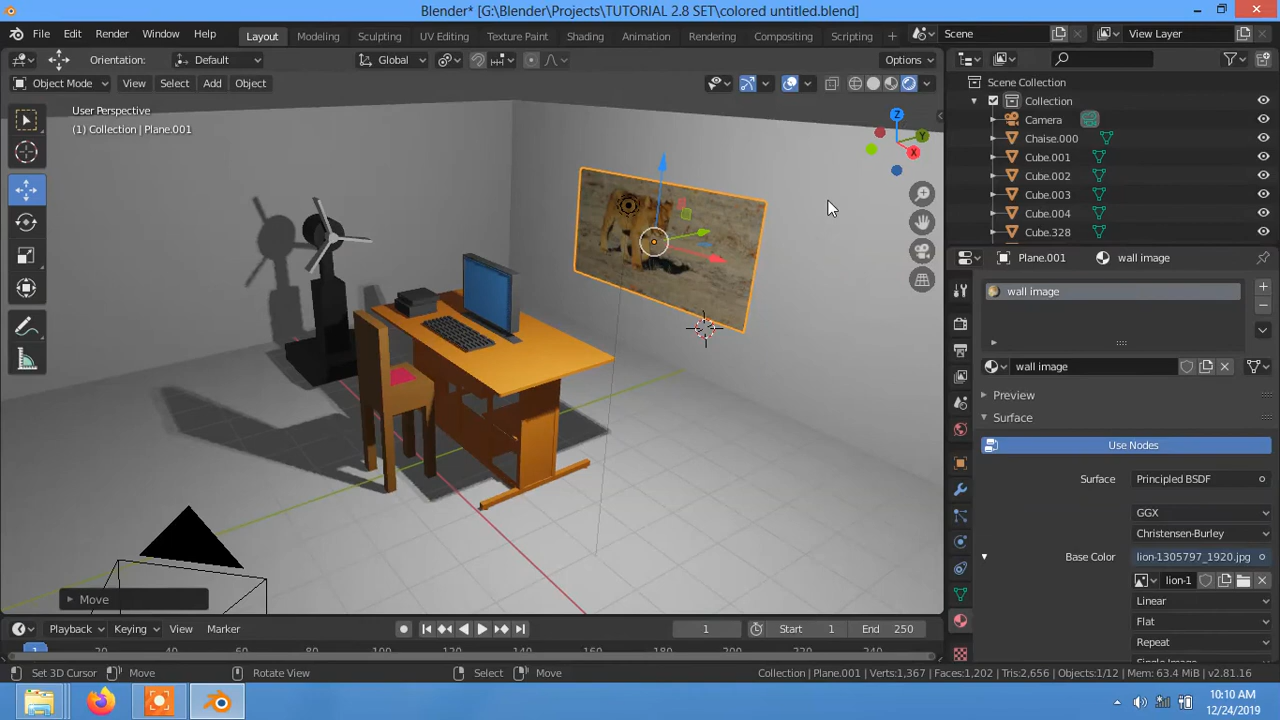 Blender* [G:\Blender\Projects\TUTORIAL 2.8 SET\colored untitled.blend]
File Edit Render Window Help Layout Modeling Sculpting UV Editing Texture Paint Shading Animation Rendering Compositing Scripting + Scene View Layer
Orientation: Default Global Options
Object Mode View Select Add Object
User Perspective
(1) Collection | Plane.001
Z
Y
X
Scene Collection
Collection
Camera
Chaise.000
Cube.001
Cube.002
Cube.003
Cube.004
Cube.328
Plane.001 wall image
wall image
wall image
Preview
Surface
Use Nodes
Surface Principled BSDF
GGX
Christensen-Burley
Base Color lion-1305797_1920.jpg
lion-1
Linear
Flat
Repeat
Move
Playback Keying View Marker 1 Start 1 End 250
1
Set 3D Cursor Move Rotate View Select Move Collection | Plane.001 | Verts:1,367 | Faces:1,202 | Tris:2,656 | Objects:1/12 | Mem: 63.4 MiB | v2.81.16
10:10 AM
12/24/2019